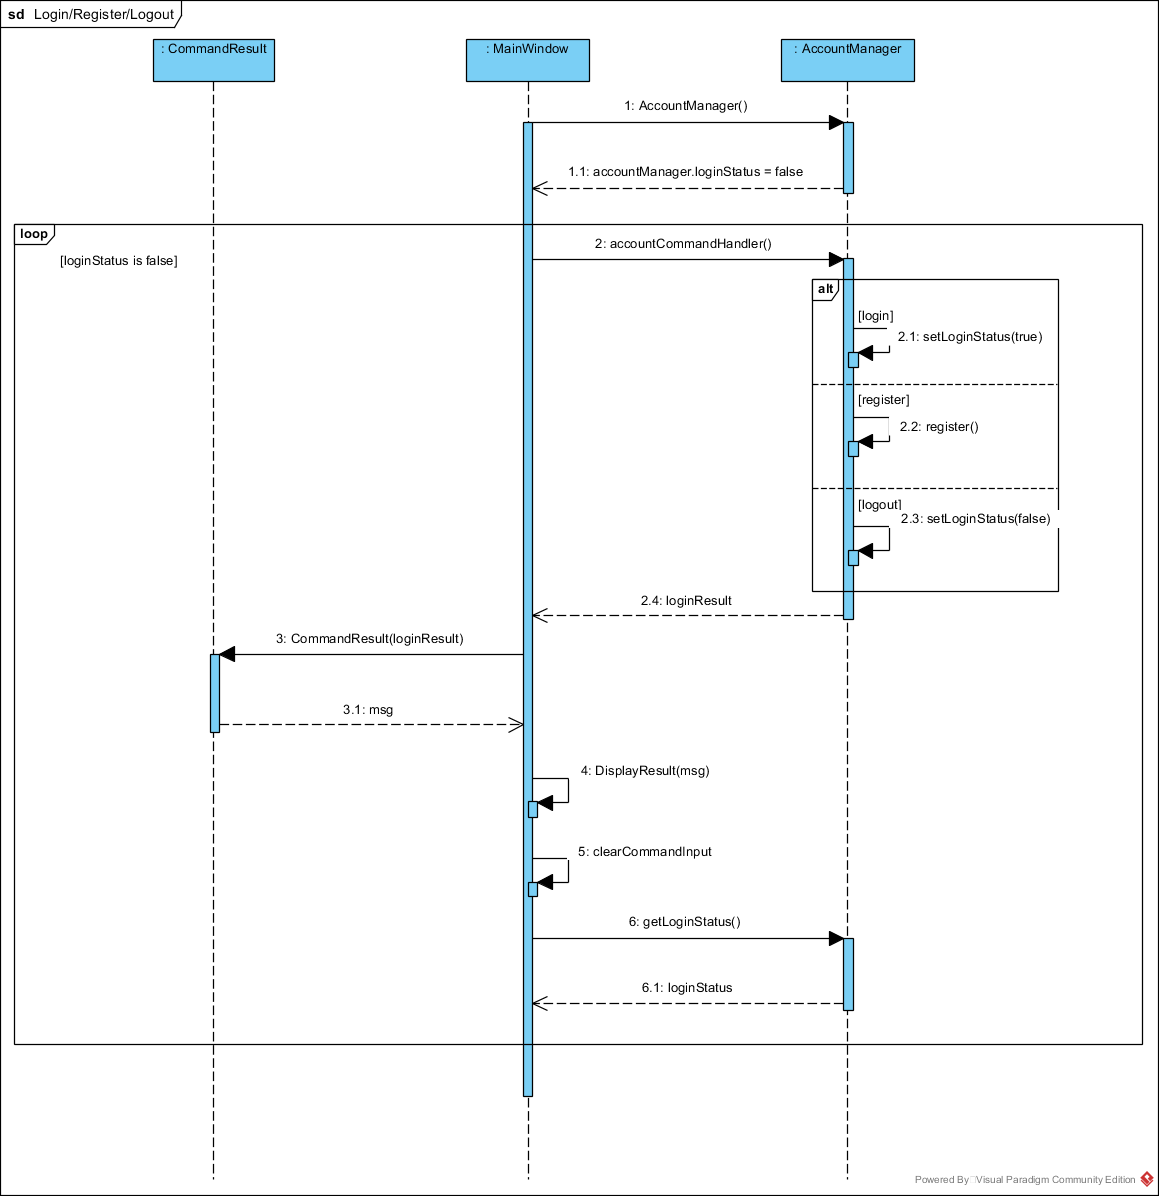 sd Login/Register/Logout
: CommandResult
: MainWindow
: AccountManager
1: AccountManager()
1.1: accountManager.loginStatus = false
loop
2: accountCommandHandler()
[loginStatus is false]
alt
[login]
2.1: setLoginStatus(true)
[register]
2.2: register()
[logout]
2.3: setLoginStatus(false)
2.4: loginResult
3: CommandResult(loginResult)
3.1: msg
4: DisplayResult(msg)
5: clearCommandInput
6: getLoginStatus()
6.1: loginStatus
Powered By Visual Paradigm Community Edition